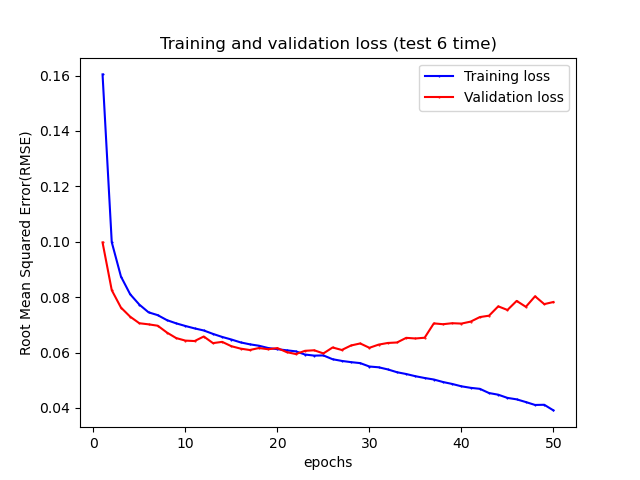 Training and validation loss (test 6 time)
Training loss
Validation loss
Root Mean Squared Error(RMSE)
0.16
0.14
0.12
0.10
0.08
0.06
0.04
0 10 20 30 40 50
epochs